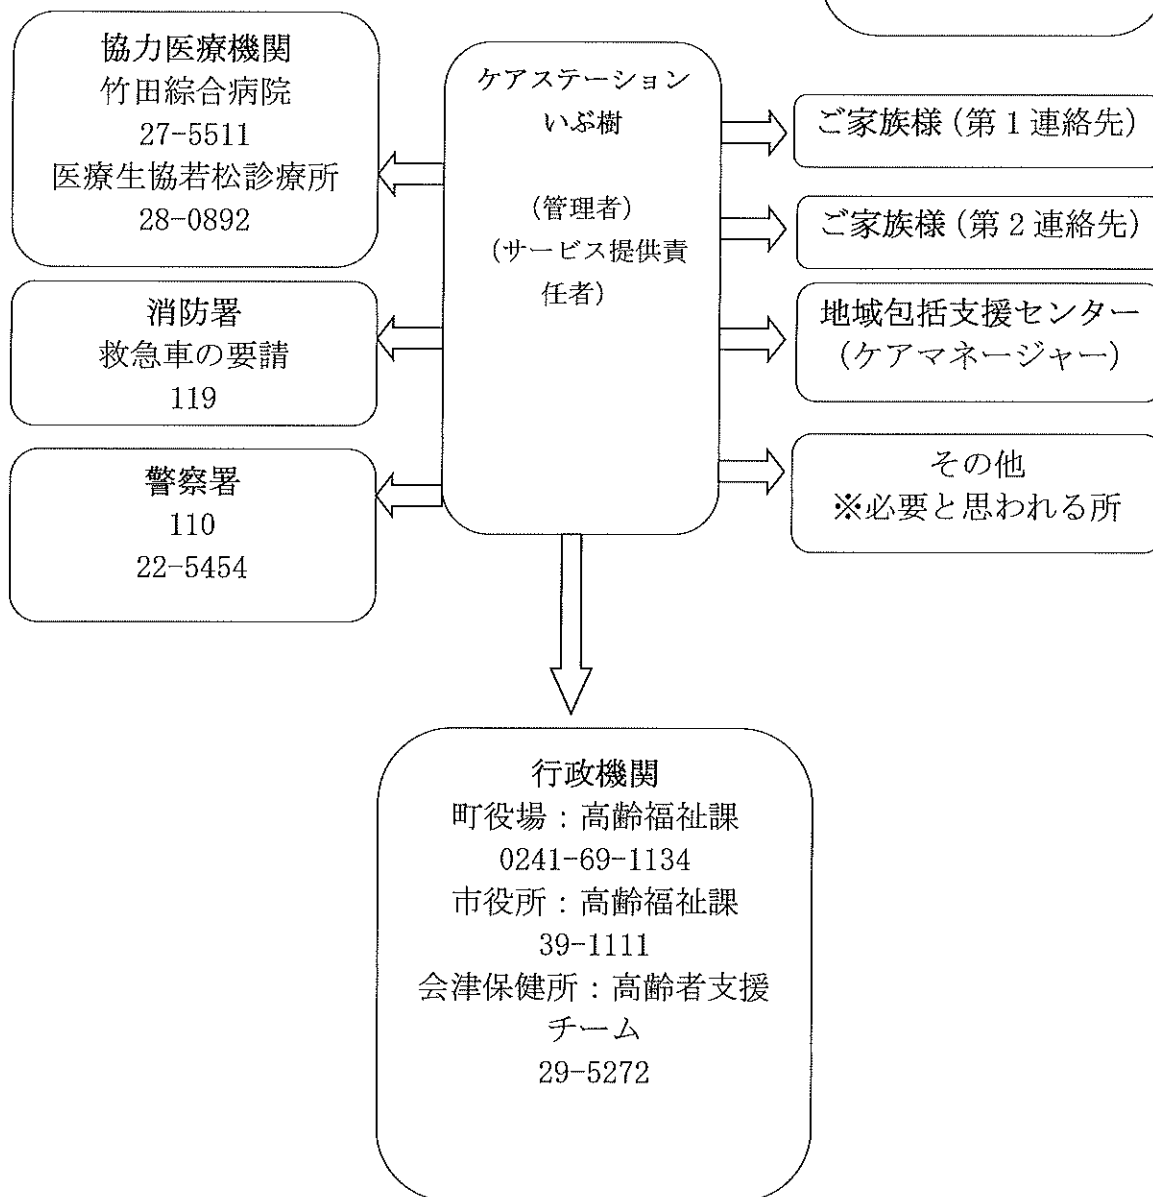 協力医療機関
竹田綜合病院
27-5511
医療生協若松診療所
28-0892
消防署
救急車の要請
119
警察署
110
22-5454
ケアステーション
いぶ樹
(管理者)
(サービス提供責
任者)
ご家族様(第1連絡先)
ご家族様(第2連絡先)
地域包括支援センター
(ケアマネージャー)
その他
※必要と思われる所
行政機関
町役場:高齢福祉課
0241-69-1134
市役所:高齢福祉課
39-1111
会津保健所:高齢者支援
チーム
29-5272